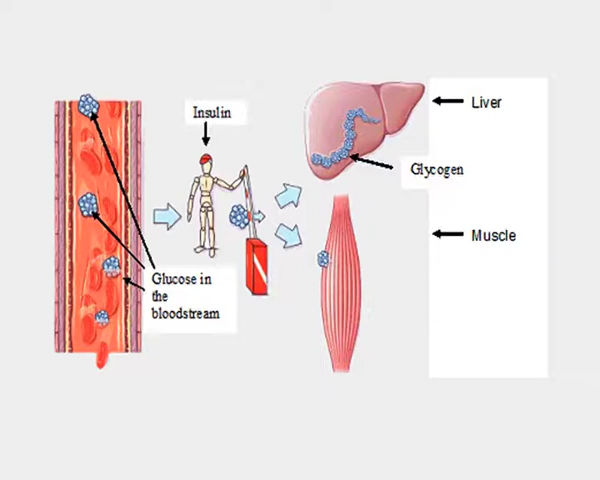 Insulin
Liver
Glycogen
Muscle
Glucose in
the
bloodstream